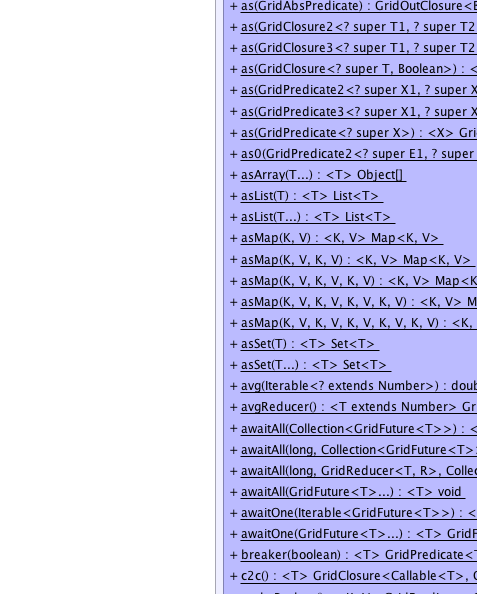 + as(GridAbsPredicate) : GridOutClosure<
+ as(GridClosure2<? super T1, ? super T2
+ as(GridClosure3<? super T1, ? super T2
+ as(GridClosure<? super T, Boolean>) : <
+ as(GridPredicate2<? super X1, ? super X
+ as(GridPredicate3<? super X1, ? super X
+ as(GridPredicate<? super X>) : <X> Gri
+ as0(GridPredicate2<? super E1, ? super
+ asArray(T...) : <T> Object[]
+ asList(T) : <T> List<T>
+ asList(T...) : <T> List<T>
+ asMap(K, V) : <K, V> Map<K, V>
+ asMap(K, V, K, V) : <K, V> Map<K, V>
+ asMap(K, V, K, V, K, V) : <K, V> Map<K
+ asMap(K, V, K, V, K, V, K, V) : <K, V> M
+ asMap(K, V, K, V, K, V, K, V, K, V) : <K,
+ asSet(T) : <T> Set<T>
+ asSet(T...) : <T> Set<T>
+ avg(Iterable<? extends Number>) : doub
+ avgReducer() : <T extends Number> Gr
+ awaitAll(Collection<GridFuture<T>>) : <
+ awaitAll(long, Collection<GridFuture<T>
+ awaitAll(long, GridReducer<T, R>, Collec
+ awaitAll(GridFuture<T>...) : <T> void
+ awaitOne(Iterable<GridFuture<T>>) : <
+ awaitOne(GridFuture<T>...) : <T> GridF
+ breaker(boolean) : <T> GridPredicate<T
+ c2c() : <T> GridClosure<Callable<T>, G